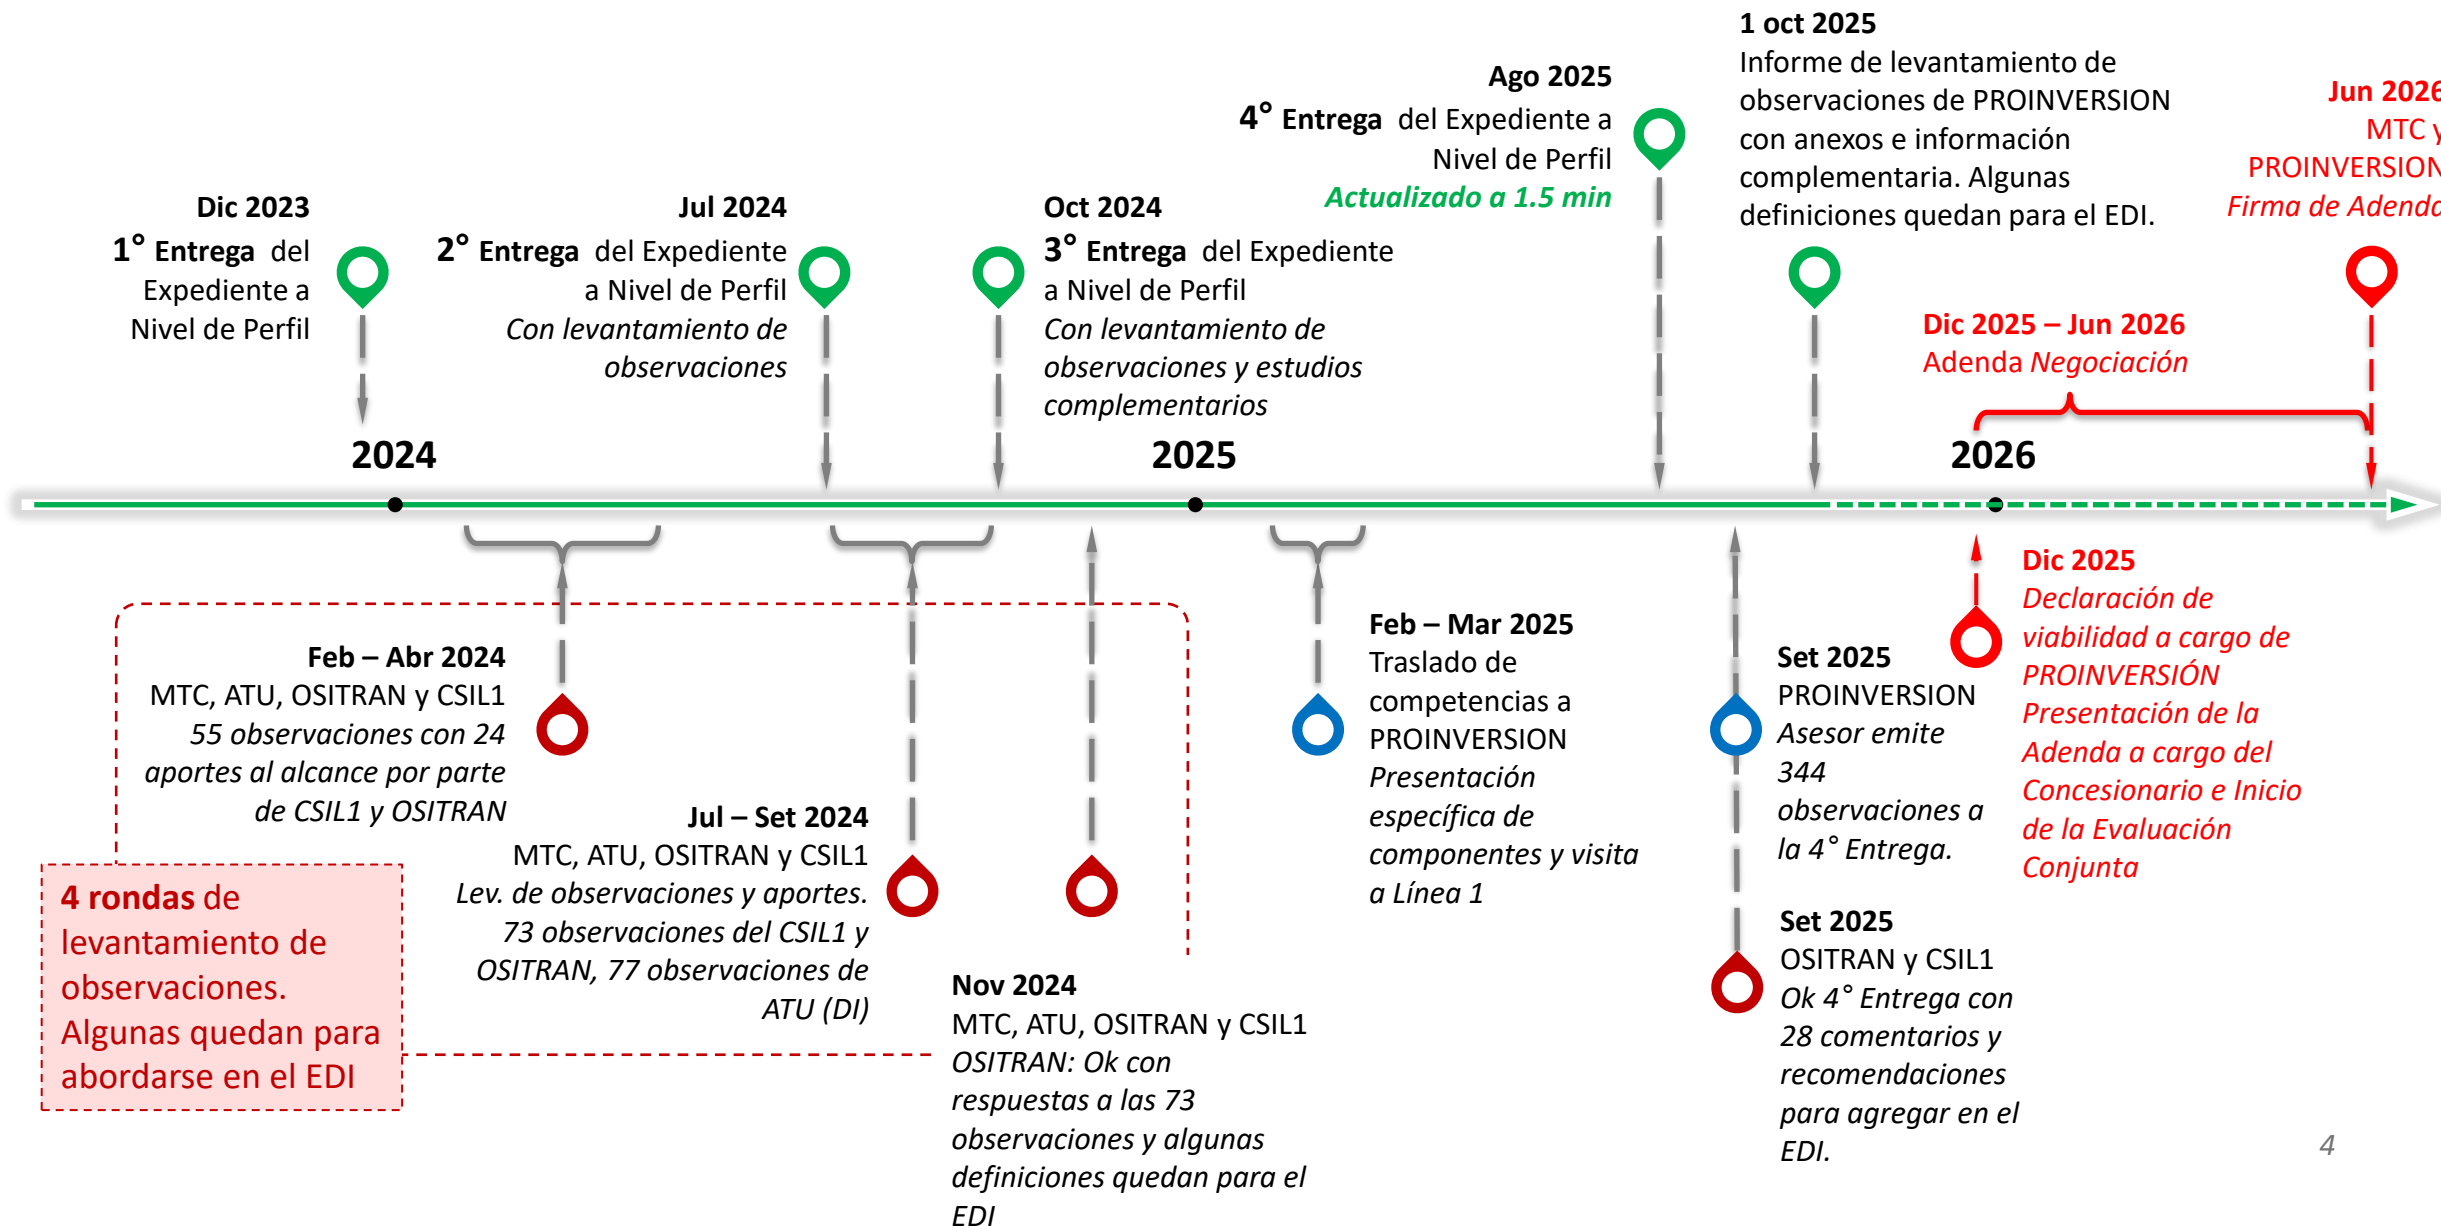 Dic 2023
1° Entrega del
Expediente a
Nivel de Perfil
Jul 2024
2° Entrega del Expediente
a Nivel de Perfil
Con levantamiento de
observaciones
Oct 2024
3° Entrega del Expediente
a Nivel de Perfil
Con levantamiento de
observaciones y estudios
complementarios
Ago 2025
4° Entrega del Expediente a
Nivel de Perfil
Actualizado a 1.5 min
1 oct 2025
Informe de levantamiento de
observaciones de PROINVERSION
con anexos e información
complementaria. Algunas
definiciones quedan para el EDI.
Jun 2026
MTC y
PROINVERSION
Firma de Adenda
Dic 2025 – Jun 2026
Adenda Negociación
2024
2025
2026
Feb – Abr 2024
MTC, ATU, OSITRAN y CSIL1
55 observaciones con 24
aportes al alcance por parte
de CSIL1 y OSITRAN
Jul – Set 2024
MTC, ATU, OSITRAN y CSIL1
Lev. de observaciones y aportes.
73 observaciones del CSIL1 y
OSITRAN, 77 observaciones de
ATU (DI)
4 rondas de
levantamiento de
observaciones.
Algunas quedan para
abordarse en el EDI
Nov 2024
MTC, ATU, OSITRAN y CSIL1
OSITRAN: Ok con
respuestas a las 73
observaciones y algunas
definiciones quedan para el
EDI
Feb – Mar 2025
Traslado de
competencias a
PROINVERSION
Presentación
específica de
componentes y visita
a Línea 1
Set 2025
PROINVERSION
Asesor emite
344
observaciones a
la 4° Entrega.
Set 2025
OSITRAN y CSIL1
Ok 4° Entrega con
28 comentarios y
recomendaciones
para agregar en el
EDI.
Dic 2025
Declaración de
viabilidad a cargo de
PROINVERSIÓN
Presentación de la
Adenda a cargo del
Concesionario e Inicio
de la Evaluación
Conjunta
4